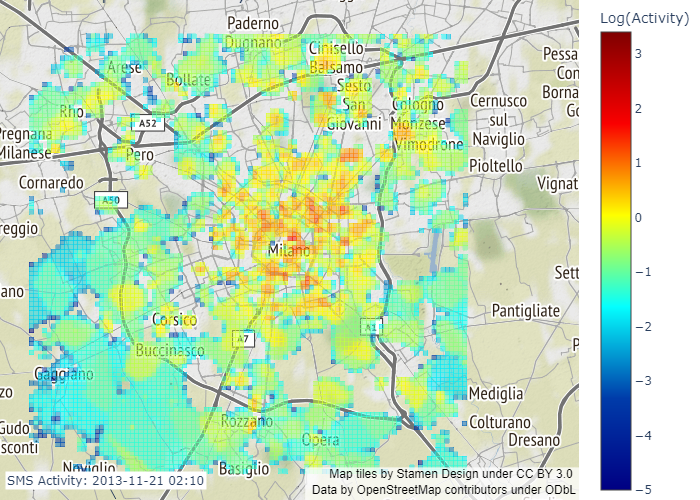 Log(Activity)
3
2
1
0
−1
−2
−3
−4
−5
Paderno
Dugnano
Cinisello
Balsamo
Arese
Bollate
Sesto
San
Giovanni
Cologno
Monzese
Vimodrone
Cernusco
sul
Naviglio
Pessa
Con
Borna
Go
Rho
A52
Pregnana
Milanese
Pero
Pioltello
Cornaredo
Vignat
A50
reggio
Milano
Sett
ano
Pantigliate
Corsico
A1
A7
Buccinasco
P
Gaggiano
zo
Mediglia
Rozzano
Colturano
Gudo
sconti
Opera
Dresano
Noviglio
Basiglio
SMS Activity: 2013-11-21 02:10
Map tiles by Stamen Design under CC BY 3.0
Data by OpenStreetMap contributors under ODbL